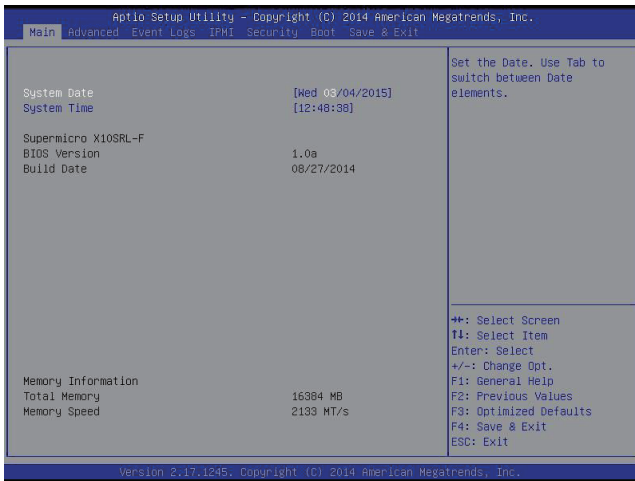 Aptio Setup Utility – Copyright (C) 2014 American Megatrends, Inc.
Main Advanced Event Logs IPMI Security Boot Save & Exit
Set the Date. Use Tab to
switch between Date
elements.
System Date [Wed 03/04/2015]
System Time [12:48:38]
Supermicro X10SRL-F
BIOS Version 1.0a
Build Date 08/27/2014
Memory Information
Total Memory 16384 MB
Memory Speed 2133 MT/s
→←: Select Screen
↑↓: Select Item
Enter: Select
+/-: Change Opt.
F1: General Help
F2: Previous Values
F3: Optimized Defaults
F4: Save & Exit
ESC: Exit
Version 2.17.1245. Copyright (C) 2014 American Megatrends, Inc.